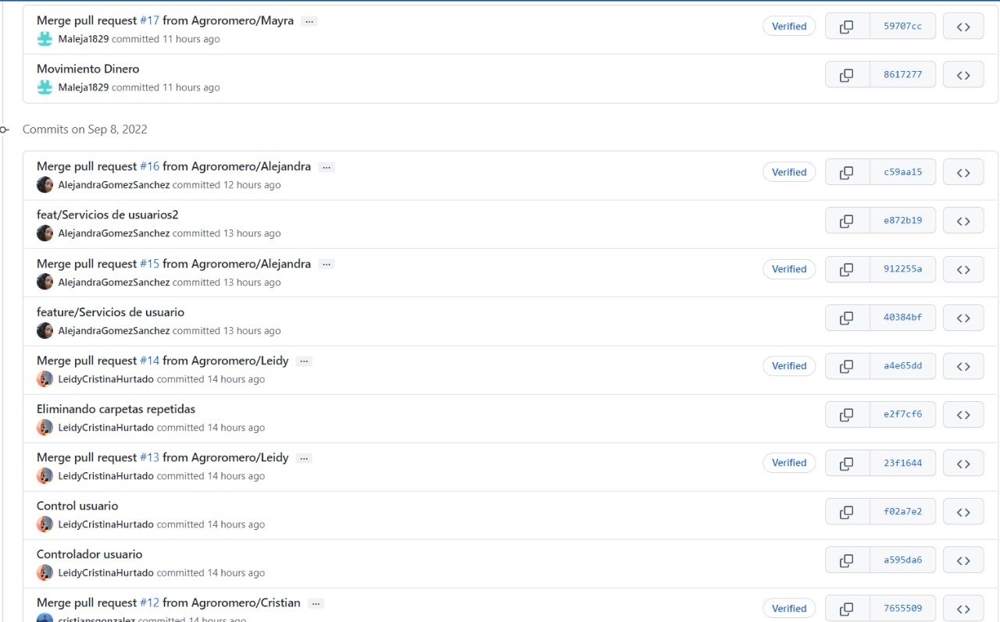 Merge pull request #17 from Agroromero/Mayra ...
Verified
59707cc
Maleja1829 committed 11 hours ago
Movimiento Dinero
8617277
Maleja1829 committed 11 hours ago
Commits on Sep 8, 2022
Merge pull request #16 from Agroromero/Alejandra ...
Verified
c59aa15
AlejandraGomezSanchez committed 12 hours ago
feat/Servicios de usuarios2
e872b19
AlejandraGomezSanchez committed 13 hours ago
Merge pull request #15 from Agroromero/Alejandra ...
Verified
912255a
AlejandraGomezSanchez committed 13 hours ago
feature/Servicios de usuario
40384bf
AlejandraGomezSanchez committed 13 hours ago
Merge pull request #14 from Agroromero/Leidy ...
Verified
a4e65dd
LeidyCristinaHurtado committed 14 hours ago
Eliminando carpetas repetidas
e2f7cf6
LeidyCristinaHurtado committed 14 hours ago
Merge pull request #13 from Agroromero/Leidy ...
Verified
23f1644
LeidyCristinaHurtado committed 14 hours ago
Control usuario
f02a7e2
LeidyCristinaHurtado committed 14 hours ago
Controlador usuario
a595da6
LeidyCristinaHurtado committed 14 hours ago
Merge pull request #12 from Agroromero/Cristian ...
Verified
7655509
cristiansgonzalez committed 14 hours ago